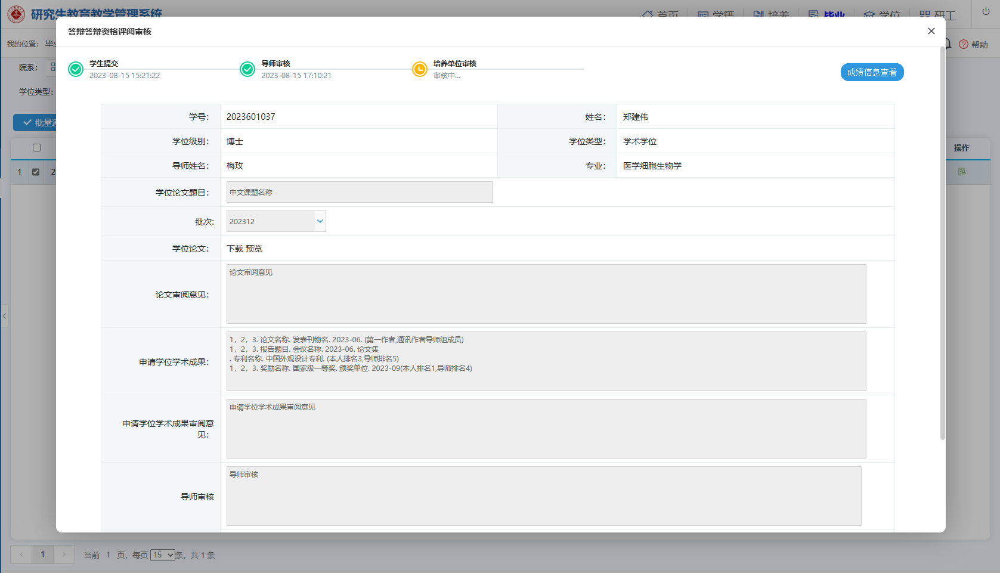 研究生教育教学管理系统
首页 学籍 培养 毕业 学位 研工
我的位置： 毕业
帮助
院系：
学位类型：
批量通
操作
1 2
答辩答辩资格评阅审核
学生提交
2023-08-15 15:21:22
导师审核
2023-08-15 17:10:21
培养单位审核
审核中...
成绩信息查看
学号： 2023601037 姓名： 郑建伟
学位级别： 博士 学位类型： 学术学位
导师姓名： 梅玫 专业： 医学细胞生物学
学位论文题目： 中文课题名称
批次: 202312
学位论文： 下载 预览
论文审阅意见： 论文审阅意见
申请学位学术成果：
1，2，3. 论文名称. 发表刊物名. 2023-06. (第一作者,通讯作者导师组成员)
1，2，3. 报告题目. 会议名称. 2023-06. 论文集
. 专利名称. 中国外观设计专利. (本人排名3,导师排名5)
1，2，3. 奖励名称. 国家级一等奖. 颁奖单位. 2023-09(本人排名1,导师排名4)
申请学位学术成果审阅意
见：
申请学位学术成果审阅意见
导师审核 导师审核
1 当前 1 页，每页 15 条，共 1 条